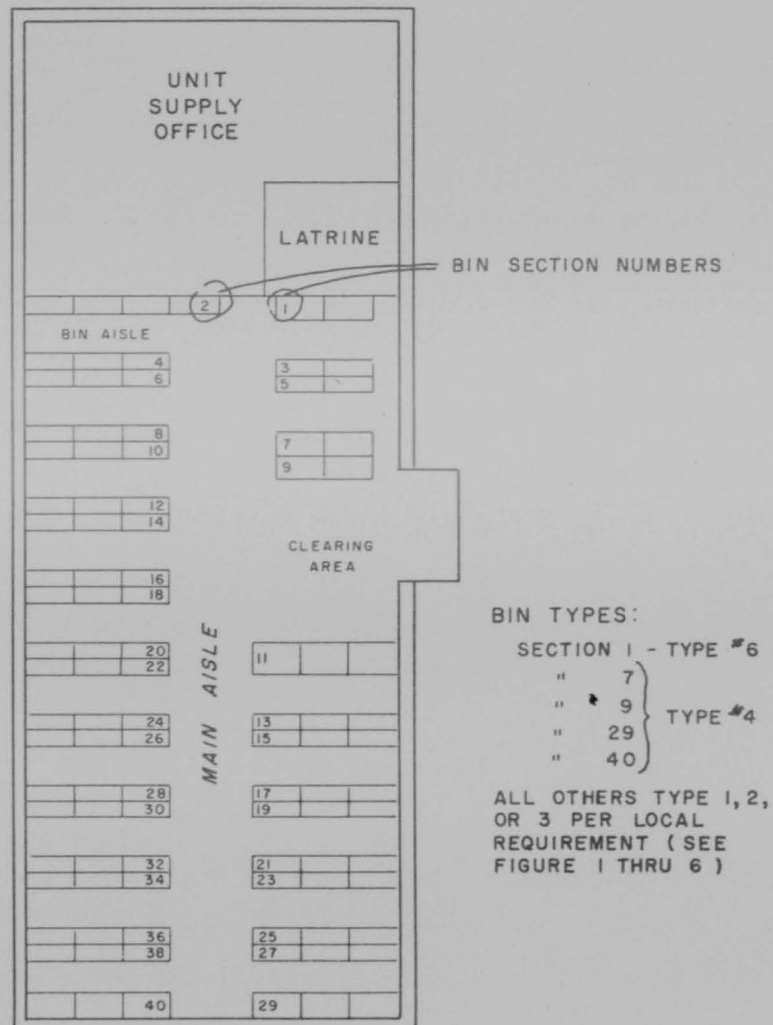 UNIT
SUPPLY
OFFICE
LATRINE
BIN SECTION NUMBERS
2 1
BIN AISLE
4 3
6 5
8 7
10 9
12
14
CLEARING
AREA
16
18
MAIN AISLE
20 11
22
24 13
26 15
28 17
30 19
32 21
34 23
36 25
38 27
40 29
BIN TYPES:
SECTION 1 - TYPE #6
" 7
" 9
" 29
" 40
TYPE #4
ALL OTHERS TYPE 1, 2,
OR 3 PER LOCAL
REQUIREMENT ( SEE
FIGURE 1 THRU 6 )